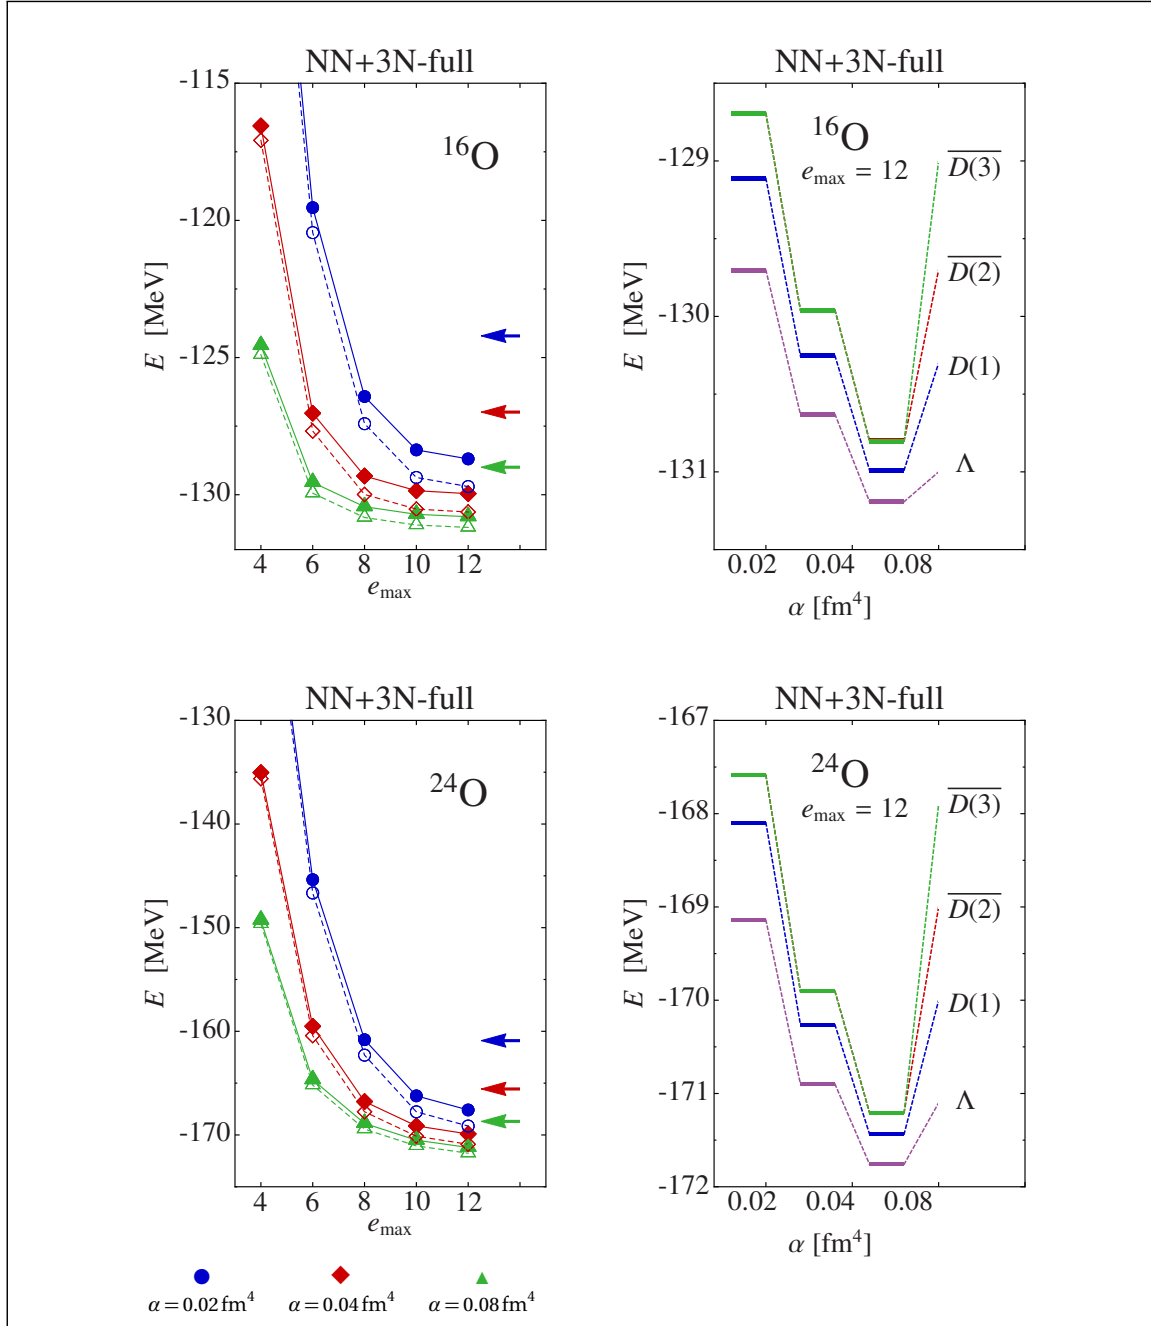 NN+3N-full
-115
-120
-125
-130
E [MeV]
¹⁶O
4 6 8 10 12
eₘₐₓ
NN+3N-full
-129
-130
-131
E [MeV]
¹⁶O
eₘₐₓ = 12
D(3)
D(2)
D(1)
Λ
0.02 0.04 0.08
α [fm⁴]
NN+3N-full
-130
-140
-150
-160
-170
E [MeV]
²⁴O
4 6 8 10 12
eₘₐₓ
NN+3N-full
-167
-168
-169
-170
-171
-172
E [MeV]
²⁴O
eₘₐₓ = 12
D(3)
D(2)
D(1)
Λ
0.02 0.04 0.08
α [fm⁴]
α = 0.02 fm⁴ α = 0.04 fm⁴ α = 0.08 fm⁴